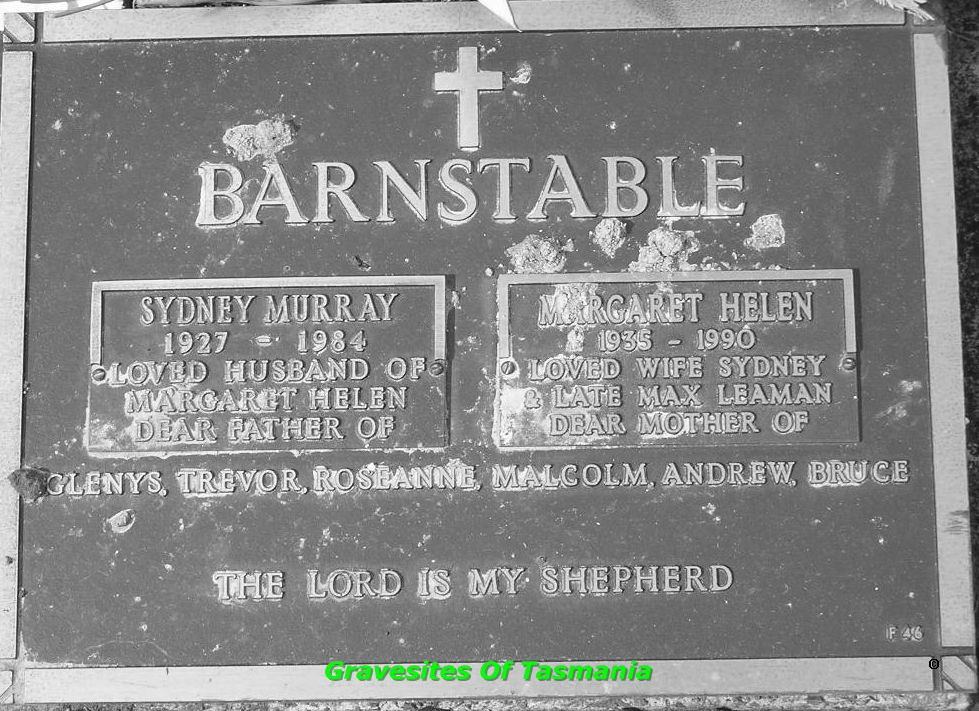 BARNSTABLE
SYDNEY MURRAY
1927 - 1984
LOVED HUSBAND OF
MARGARET HELEN
DEAR FATHER OF
MARGARET HELEN
1935 - 1990
LOVED WIFE SYDNEY
& LATE MAX LEAMAN
DEAR MOTHER OF
GLENYS, TREVOR, ROSEANNE, MALCOLM, ANDREW, BRUCE
THE LORD IS MY SHEPHERD
F 46
Gravesites Of Tasmania